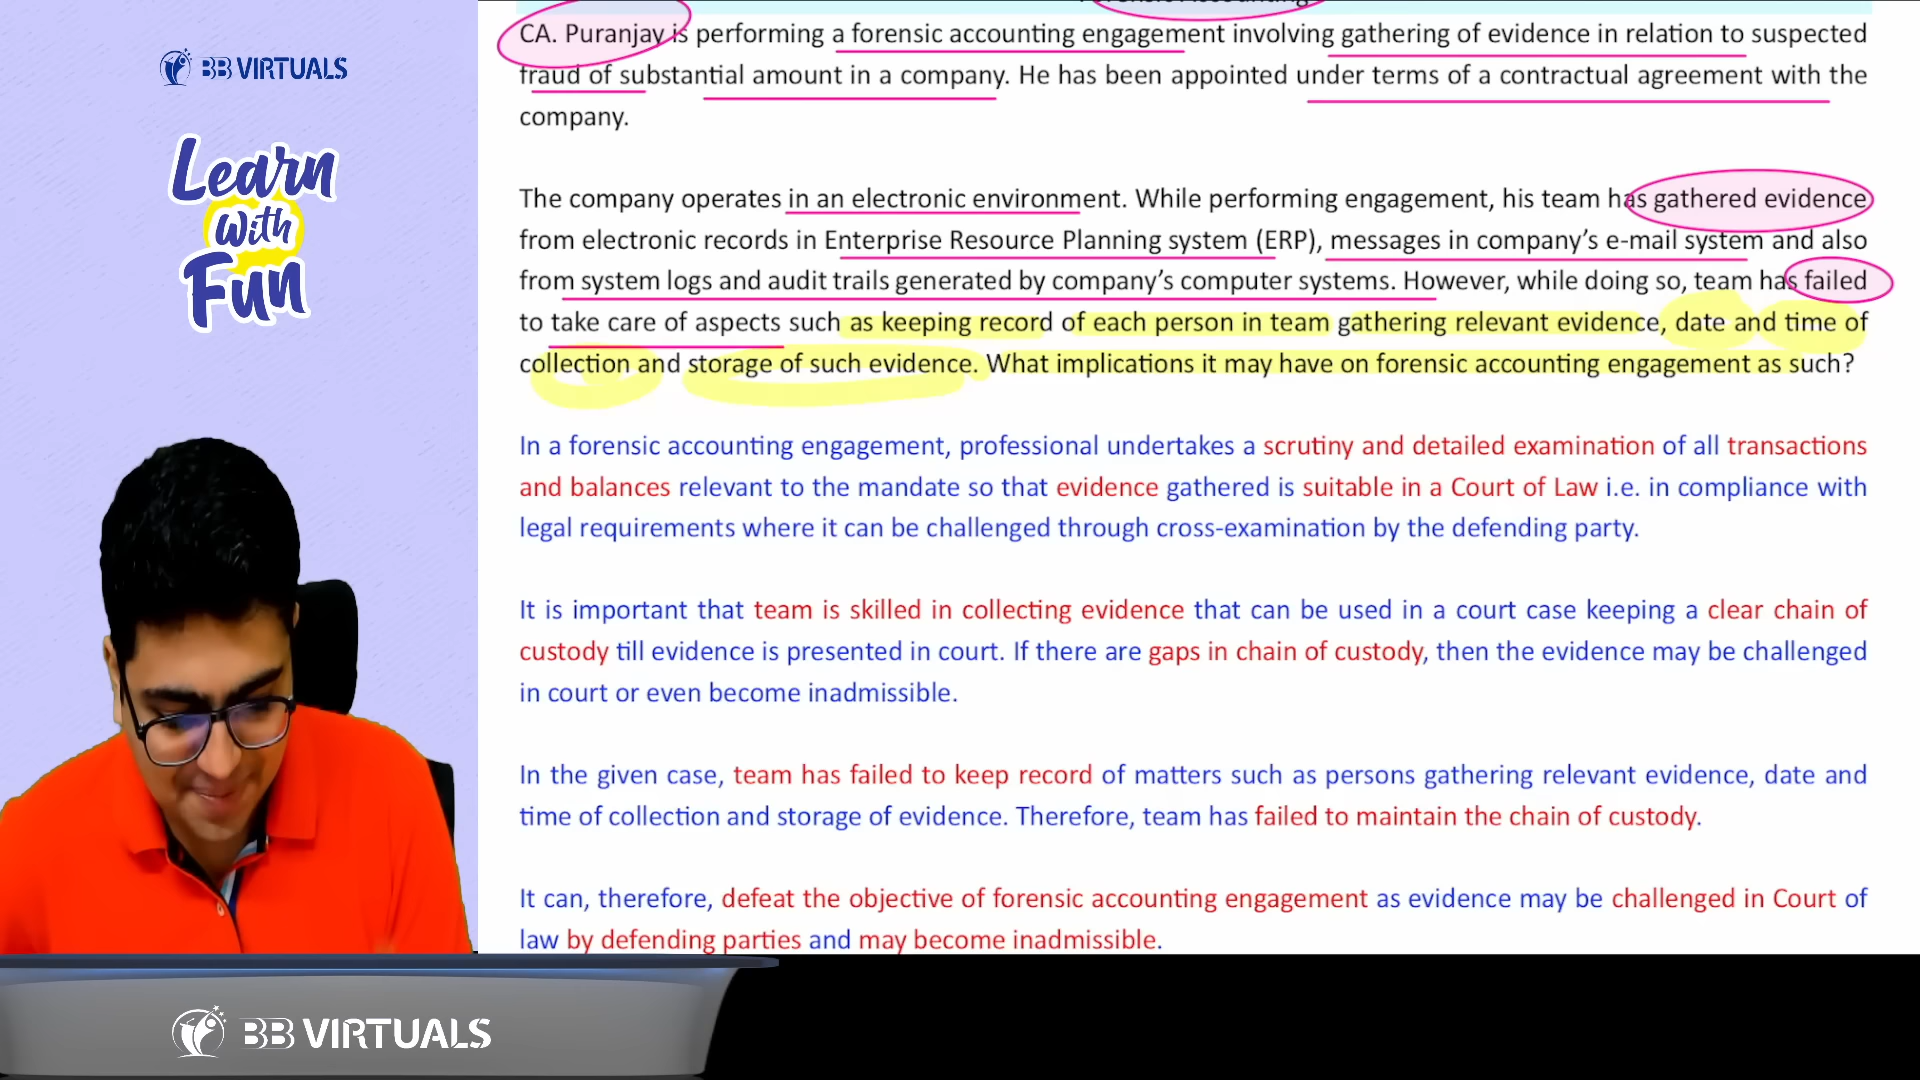 Forensic Accounting
CA. Puranjay is performing a forensic accounting engagement involving gathering of evidence in relation to suspected
fraud of substantial amount in a company. He has been appointed under terms of a contractual agreement with the
company.
The company operates in an electronic environment. While performing engagement, his team has gathered evidence
from electronic records in Enterprise Resource Planning system (ERP), messages in company’s e-mail system and also
from system logs and audit trails generated by company’s computer systems. However, while doing so, team has failed
to take care of aspects such as keeping record of each person in team gathering relevant evidence, date and time of
collection and storage of such evidence. What implications it may have on forensic accounting engagement as such?
In a forensic accounting engagement, professional undertakes a scrutiny and detailed examination of all transactions
and balances relevant to the mandate so that evidence gathered is suitable in a Court of Law i.e. in compliance with
legal requirements where it can be challenged through cross-examination by the defending party.
It is important that team is skilled in collecting evidence that can be used in a court case keeping a clear chain of
custody till evidence is presented in court. If there are gaps in chain of custody, then the evidence may be challenged
in court or even become inadmissible.
In the given case, team has failed to keep record of matters such as persons gathering relevant evidence, date and
time of collection and storage of evidence. Therefore, team has failed to maintain the chain of custody.
It can, therefore, defeat the objective of forensic accounting engagement as evidence may be challenged in Court of
law by defending parties and may become inadmissible.
BB VIRTUALS
Learn
With
Fun
BB VIRTUALS